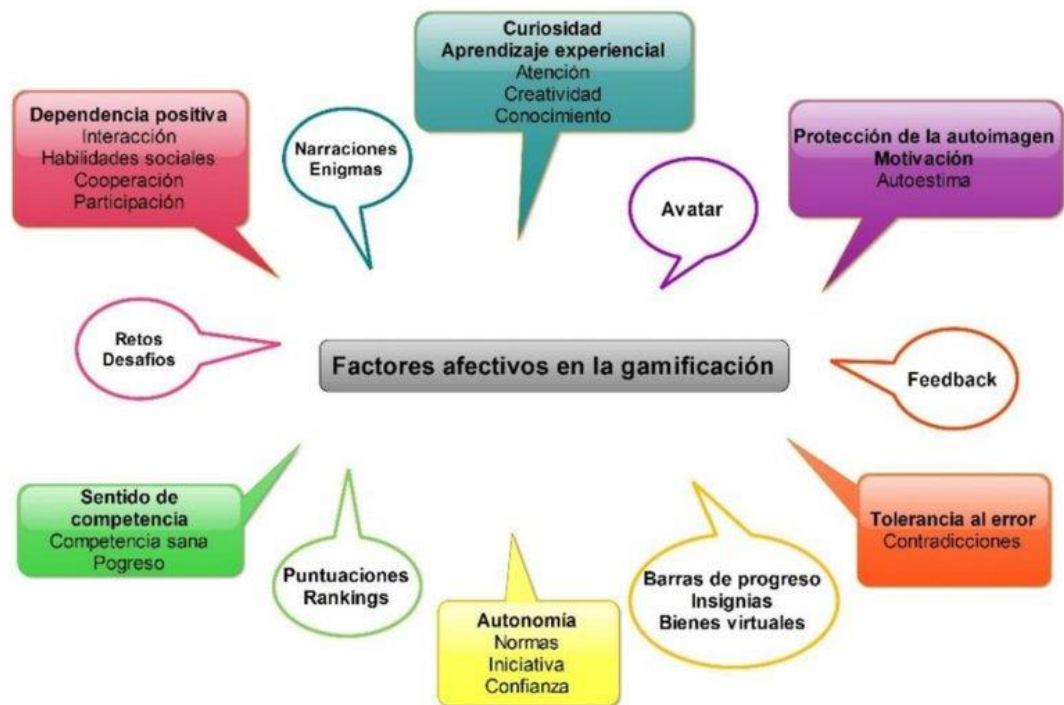 Curiosidad
Aprendizaje experiencial
Atención
Creatividad
Conocimiento
Dependencia positiva
Interacción
Habilidades sociales
Cooperación
Participación
Narraciones
Enigmas
Avatar
Protección de la autoimagen
Motivación
Autoestima
Retos
Desafíos
Factores afectivos en la gamificación
Feedback
Sentido de
competencia
Competencia sana
Pogreso
Puntuaciones
Rankings
Autonomía
Normas
Iniciativa
Confianza
Barras de progreso
Insignias
Bienes virtuales
Tolerancia al error
Contradicciones